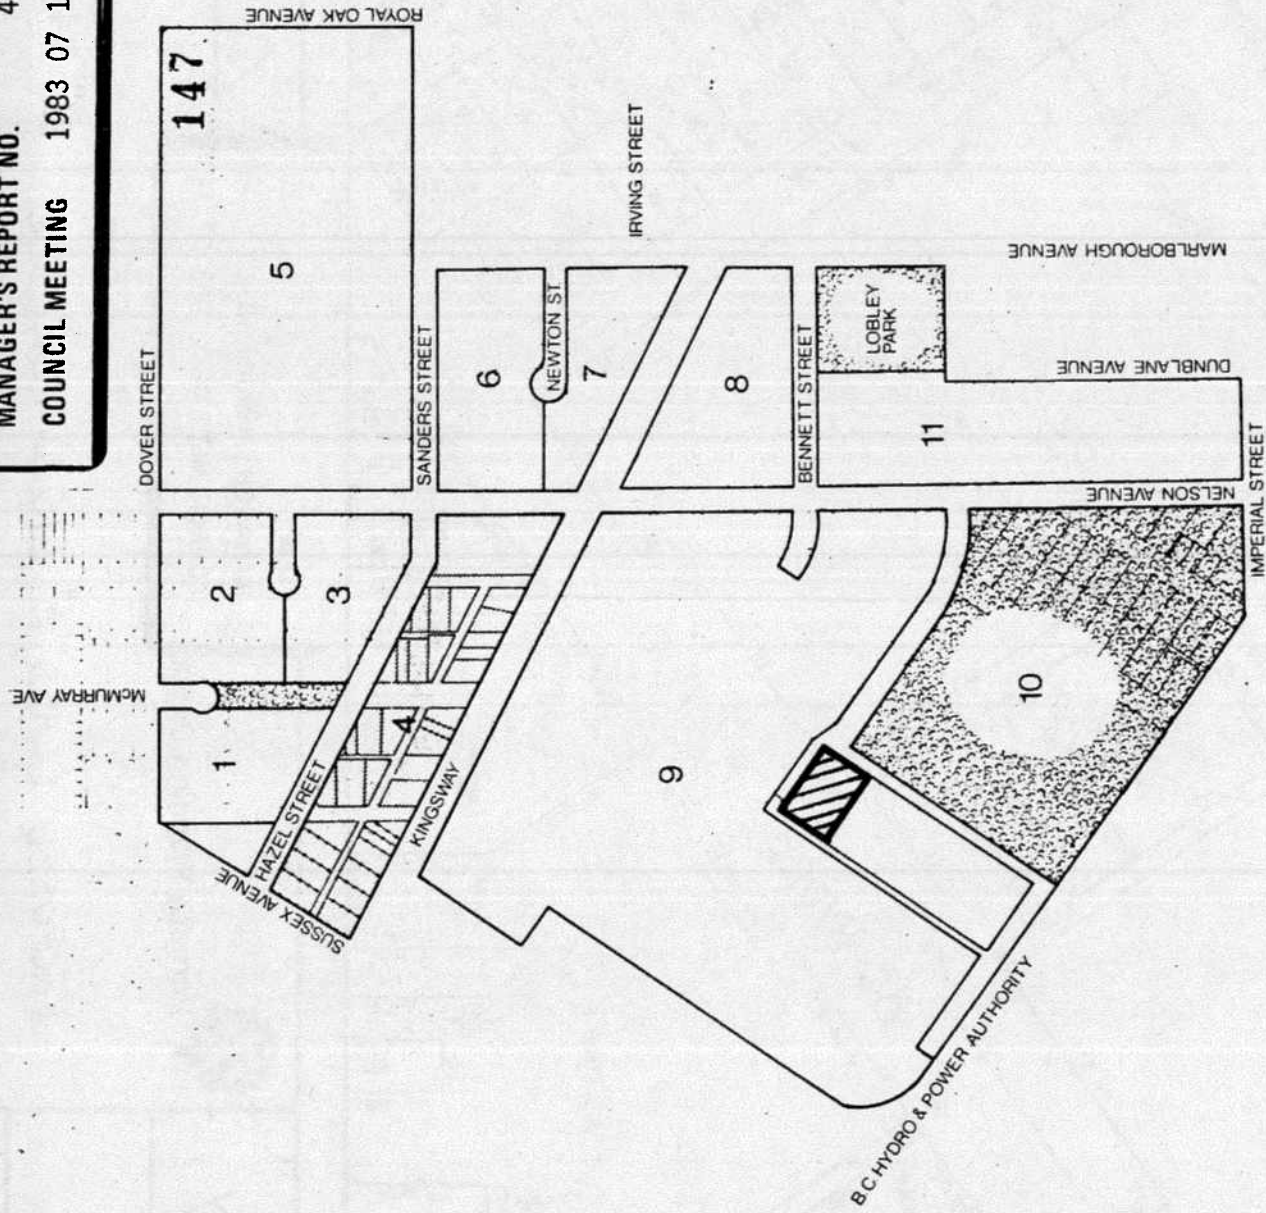 MANAGER'S REPORT NO.
COUNCIL MEETING 1983 07 1
147
ROYAL OAK AVENUE
DOVER STREET
5
SANDERS STREET
IRVING STREET
MARLBOROUGH AVENUE
6
NEWTON ST.
7
8
BENNETT STREET
LOBLEY
PARK
DUNBLANE AVENUE
11
NELSON AVENUE
IMPERIAL STREET
McMURRAY AVE.
2
3
1
4
HAZEL STREET
SUSSEX AVENUE
KINGSWAY
9
10
B.C. HYDRO & POWER AUTHORITY